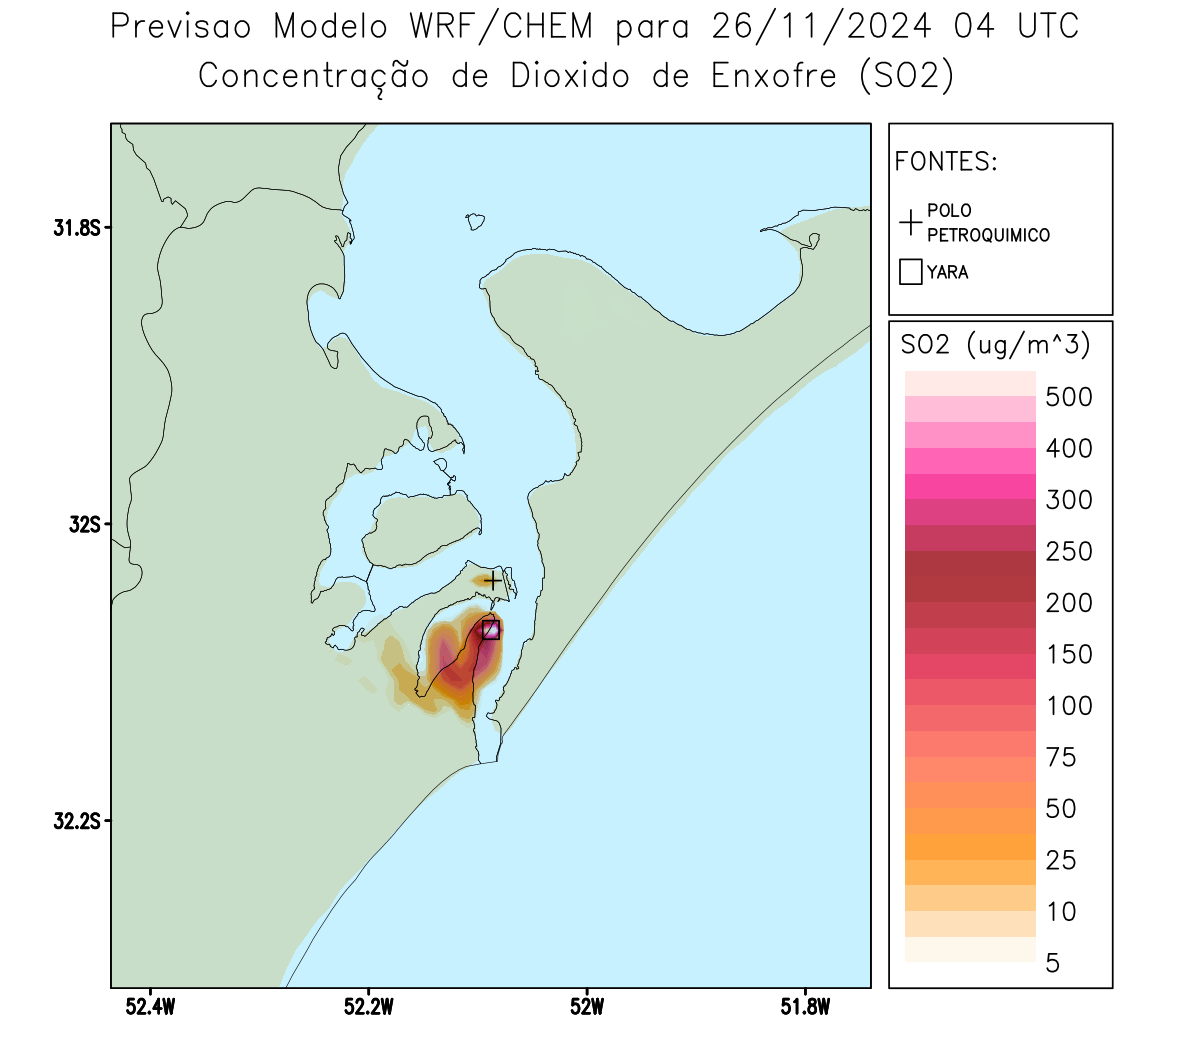 Previsao Modelo WRF/CHEM para 26/11/2024 04 UTC
Concentração de Dioxido de Enxofre (SO2)
FONTES:
POLO
PETROQUIMICO
YARA
SO2 (ug/m^3)
500
400
300
250
200
150
100
75
50
25
10
5
31.8S
32S
32.2S
52.4W
52.2W
52W
51.8W